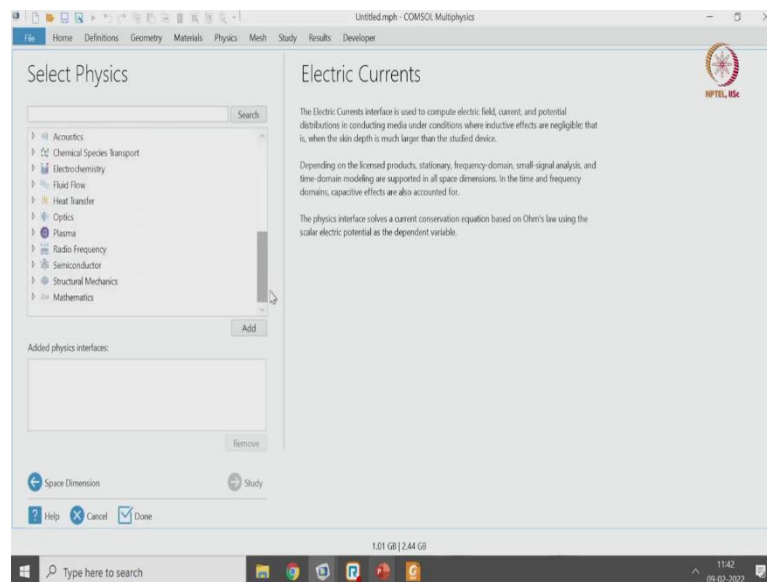 Untitled.mph - COMSOL Multiphysics
File Home Definitions Geometry Materials Physics Mesh Study Results Developer
Select Physics
Search
Acoustics
Chemical Species Transport
Electrochemistry
Fluid Flow
Heat Transfer
Optics
Plasma
Radio Frequency
Semiconductor
Structural Mechanics
Mathematics
Add
Added physics interfaces:
Remove
Space Dimension
Study
Help Cancel Done
Electric Currents
The Electric Currents interface is used to compute electric field, current, and potential
distributions in conducting media under conditions where inductive effects are negligible; that
is, when the skin depth is much larger than the studied device.
Depending on the licensed products, stationary, frequency-domain, small-signal analysis, and
time-domain modeling are supported in all space dimensions. In the time and frequency
domains, capacitive effects are also accounted for.
The physics interface solves a current conservation equation based on Ohm's law using the
scalar electric potential as the dependent variable.
NPTEL, IISc
1.01 GB | 2.44 GB
Type here to search
11:42
09-02-2022